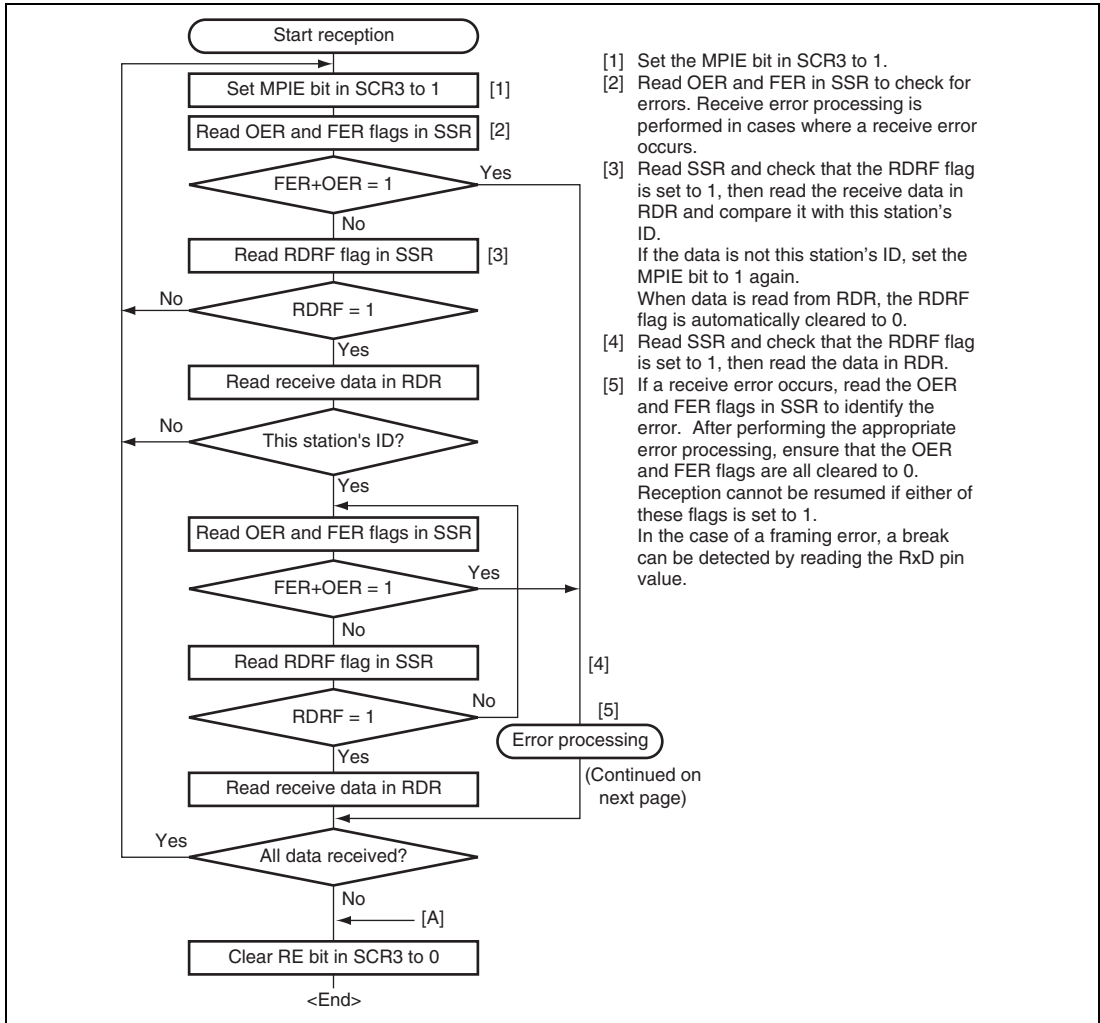 Start reception
Set MPIE bit in SCR3 to 1
[1]
Read OER and FER flags in SSR
[2]
FER+OER = 1
Yes
No
Read RDRF flag in SSR
[3]
No
RDRF = 1
Yes
Read receive data in RDR
No
This station's ID?
Yes
Read OER and FER flags in SSR
FER+OER = 1
Yes
No
Read RDRF flag in SSR
[4]
RDRF = 1
No
[5]
Error processing
Yes
(Continued on
next page)
Read receive data in RDR
Yes
All data received?
No
[A]
Clear RE bit in SCR3 to 0
<End>
[1] Set the MPIE bit in SCR3 to 1.
[2] Read OER and FER in SSR to check for
errors. Receive error processing is
performed in cases where a receive error
occurs.
[3] Read SSR and check that the RDRF flag
is set to 1, then read the receive data in
RDR and compare it with this station's
ID.
If the data is not this station's ID, set the
MPIE bit to 1 again.
When data is read from RDR, the RDRF
flag is automatically cleared to 0.
[4] Read SSR and check that the RDRF flag
is set to 1, then read the data in RDR.
[5] If a receive error occurs, read the OER
and FER flags in SSR to identify the
error. After performing the appropriate
error processing, ensure that the OER
and FER flags are all cleared to 0.
Reception cannot be resumed if either of
these flags is set to 1.
In the case of a framing error, a break
can be detected by reading the RxD pin
value.